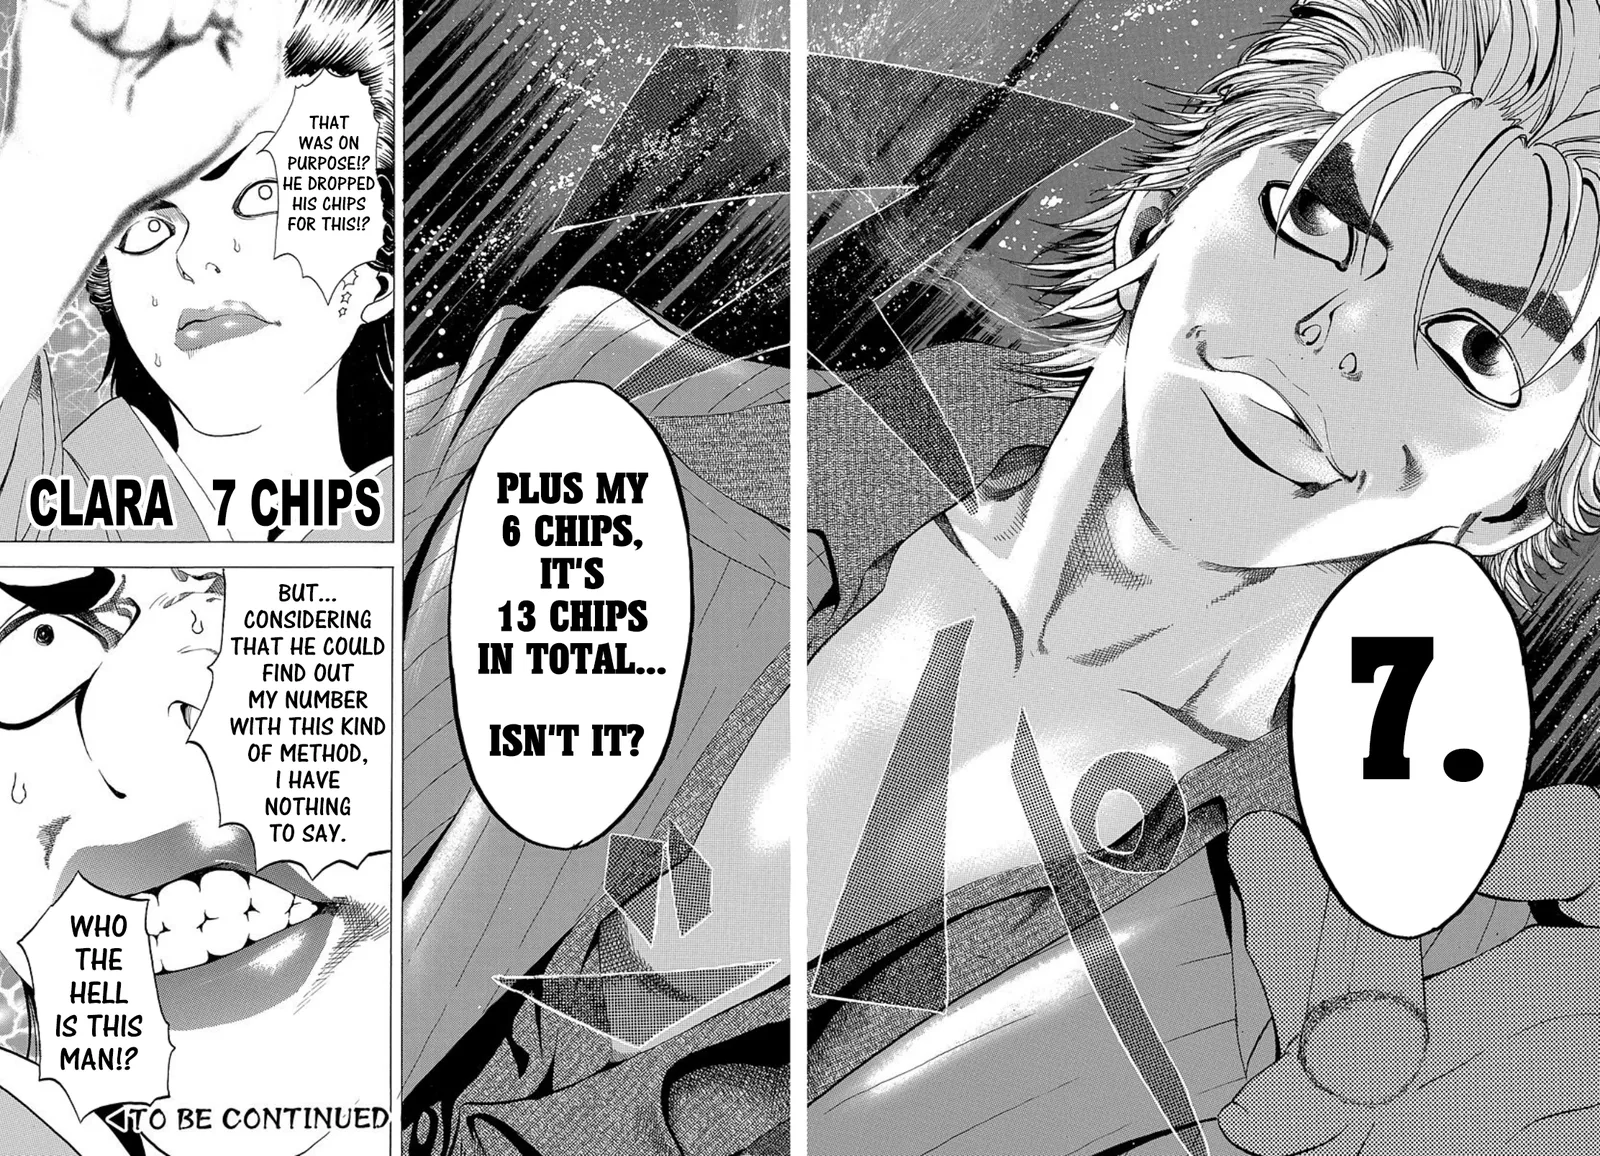 7.
PLUS MY
6 CHIPS,
IT'S
13 CHIPS
IN TOTAL...
ISN'T IT?
THAT
WAS ON
PURPOSE!?
HE DROPPED
HIS CHIPS
FOR THIS!?
CLARA 7 CHIPS
BUT...
CONSIDERING
THAT HE COULD
FIND OUT
MY NUMBER
WITH THIS KIND
OF METHOD,
I HAVE
NOTHING
TO SAY.
WHO
THE
HELL
IS THIS
MAN!?
TO BE CONTINUED